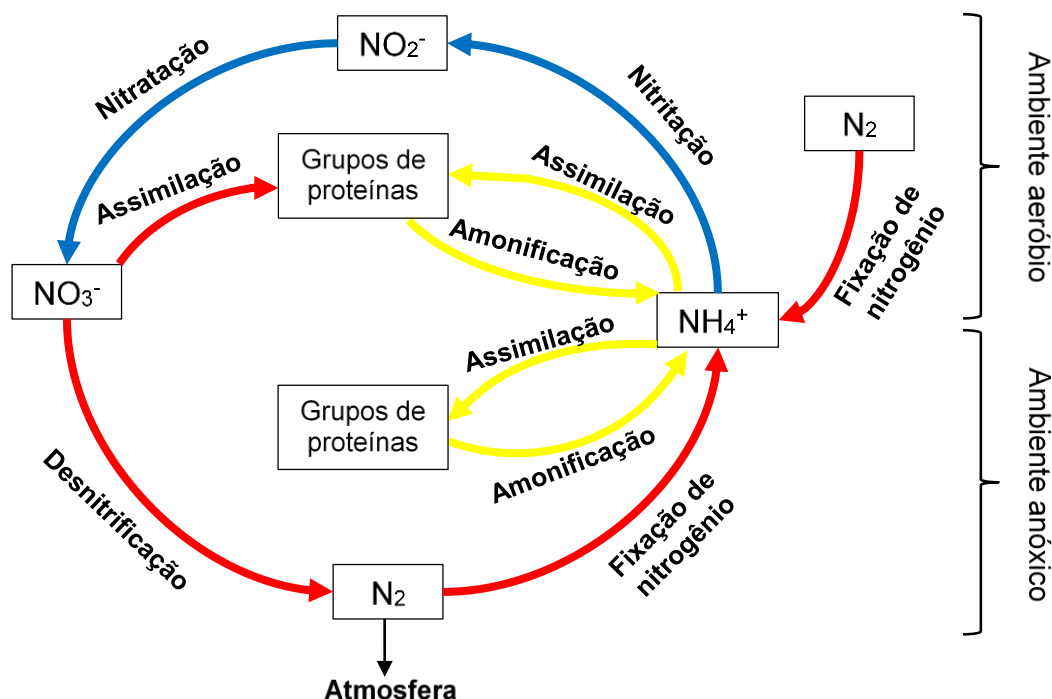 NO₂⁻
Nitratação
Nitritação
Ambiente aeróbio
N₂
Grupos de
proteínas
Assimilação
Assimilação
Amonificação
Fixação de
nitrogênio
NO₃⁻
NH₄⁺
Assimilação
Grupos de
proteínas
Amonificação
Ambiente anóxico
Desnitrificação
Fixação de
nitrogênio
N₂
Atmosfera